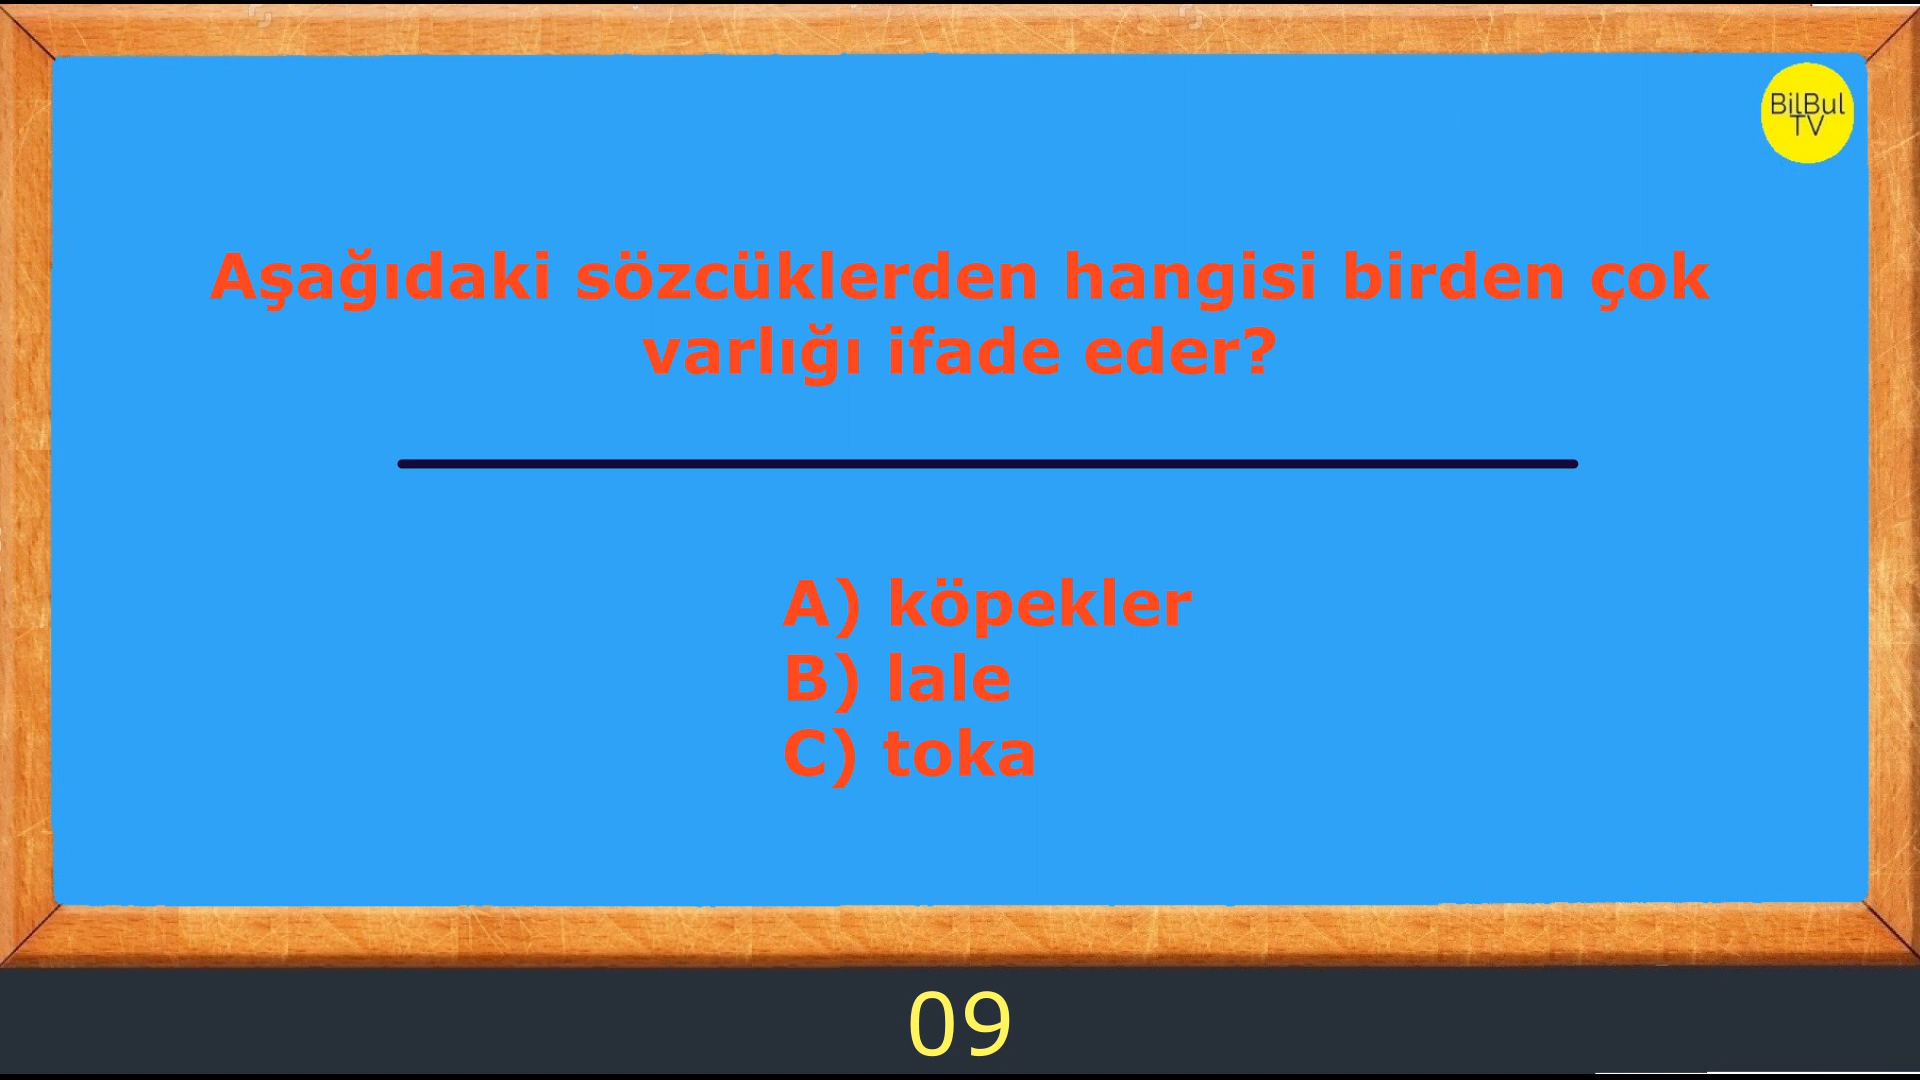 BilBul
TV
Aşağıdaki sözcüklerden hangisi birden çok
varlığı ifade eder?
A) köpekler
B) lale
C) toka
09